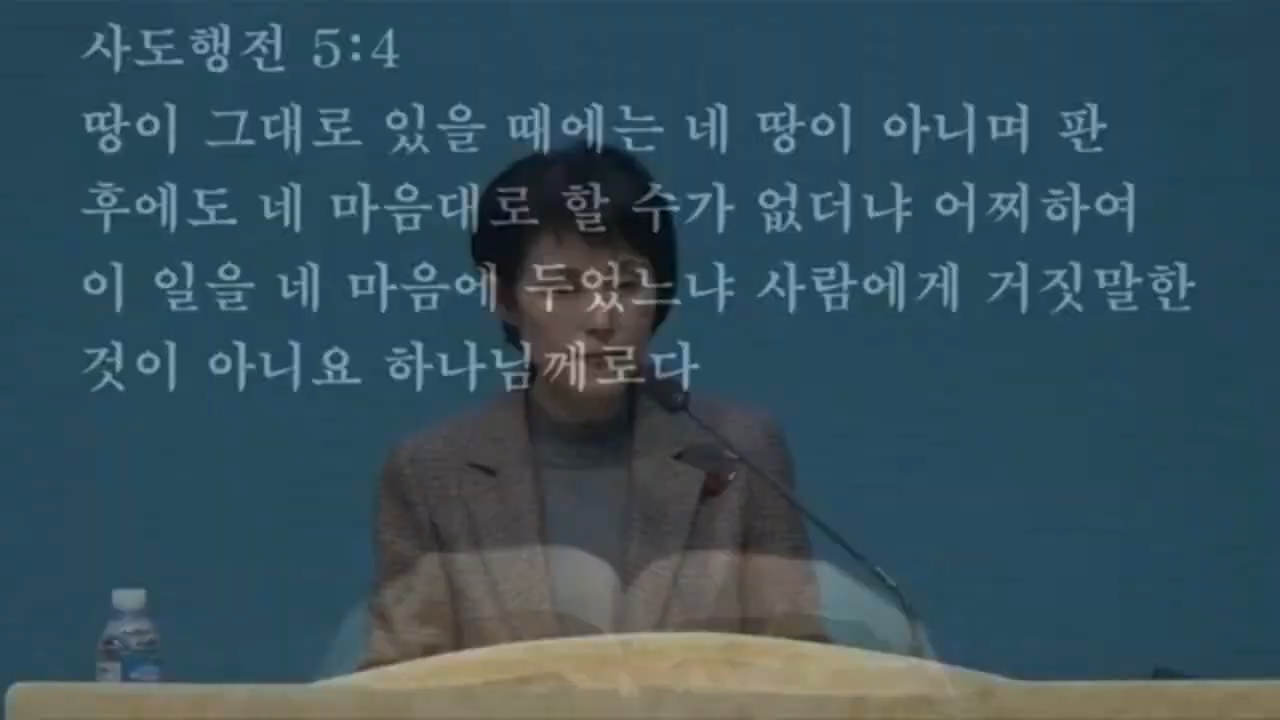 사도행전 5:4
땅이 그대로 있을 때에는 네 땅이 아니며 판
후에도 네 마음대로 할 수가 없더냐 어찌하여
이 일을 네 마음에 두었느냐 사람에게 거짓말한
것이 아니요 하나님께로다